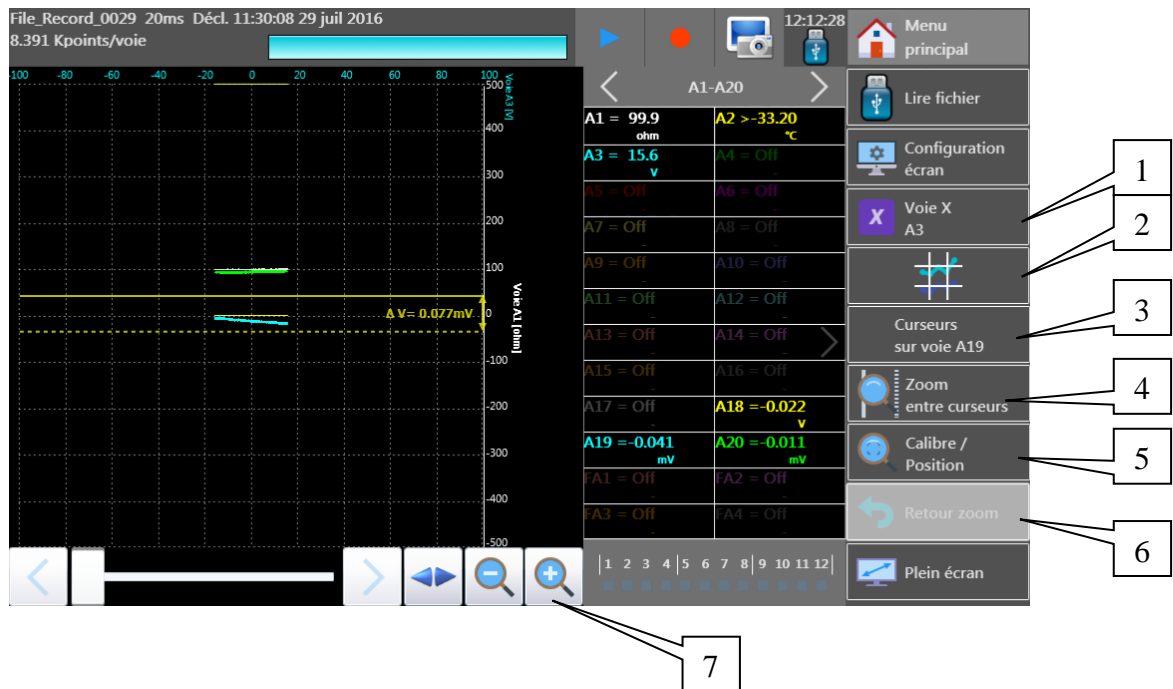 File_Record_0029 20ms Décl. 11:30:08 29 juil 2016
8.391 Kpoints/voie
12:12:28
Menu
principal
-100 -80 -60 -40 -20 0 20 40 60 80 100
Voie A3 [V]
500
400
300
200
100
0
-100
-200
-300
-400
-500
Voie A1 [ohm]
Δ V= 0.077mV
A1-A20
A1 = 99.9
ohm
A2 >-33.20
°C
A3 = 15.6
V
A4 = Off
-
A5 = Off
-
A6 = Off
-
A7 = Off
-
A8 = Off
-
A9 = Off
-
A10 = Off
-
A11 = Off
-
A12 = Off
-
A13 = Off
-
A14 = Off
-
A15 = Off
-
A16 = Off
-
A17 = Off
-
A18 =-0.022
V
A19 =-0.041
mV
A20 =-0.011
mV
FA1 = Off
-
FA2 = Off
-
FA3 = Off
-
FA4 = Off
-
1 2 3 4 5 6 7 8 9 10 11 12
Lire fichier
Configuration
écran
X
Voie X
A3
Curseurs
sur voie A19
Zoom
entre curseurs
Calibre /
Position
Retour zoom
Plein écran
1
2
3
4
5
6
7